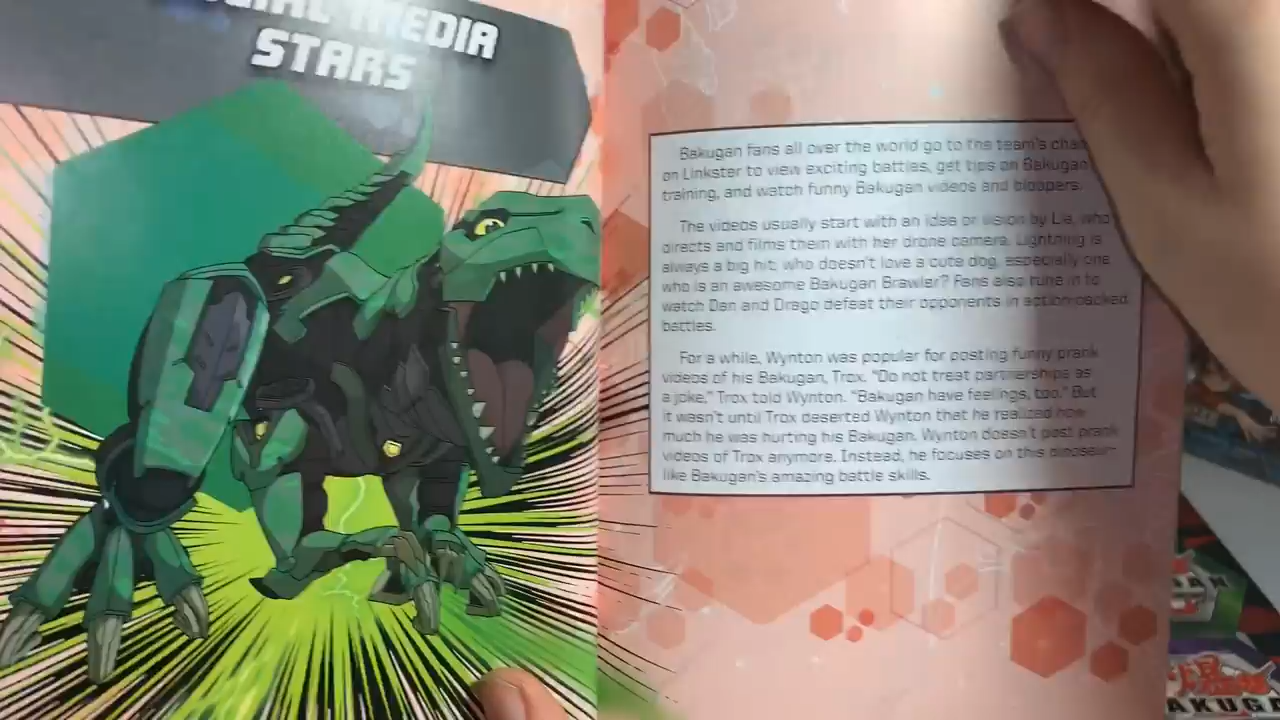 SOCIAL MEDIA
STARS
Bakugan fans all over the world go to the team's
on Linkster to view exciting battles, get tips on Bakugan
training, and watch funny Bakugan videos and bloopers.
The videos usually start with an idea or vision by Lia, who
directs and films them with her drone camera. Lightning is
always a big hit; who doesn't love a cute dog, especially one
who is an awesome Bakugan Brawler? Fans also tune in to
watch Dan and Drago defeat their opponents in action-packed
battles.
For a while, Wynton was popular for posting funny prank
videos of his Bakugan, Trox. "Do not treat partnerships as
a joke," Trox told Wynton. "Bakugan have feelings, too." But
it wasn't until Trox deserted Wynton that he realized how
much he was hurting his Bakugan. Wynton doesn't post prank
videos of Trox anymore. Instead, he focuses on this dinosaur-
like Bakugan's amazing battle skills.